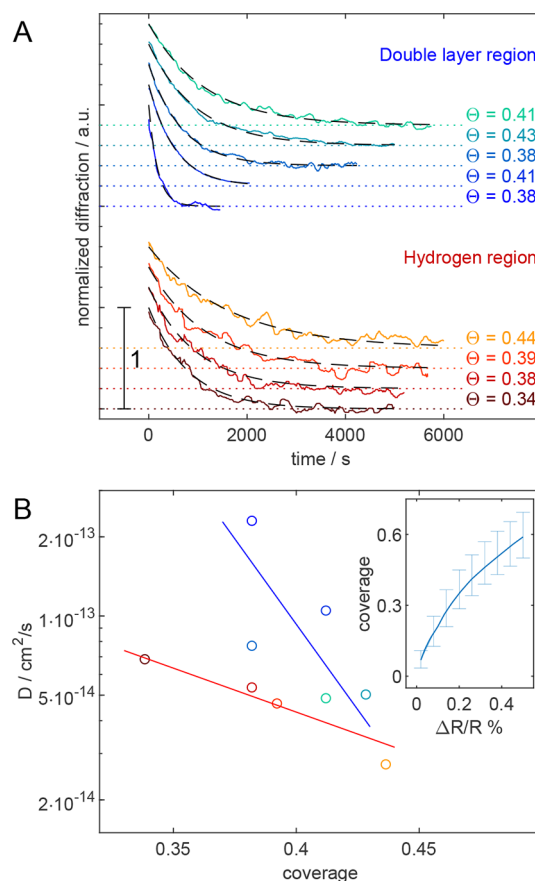 A
Double layer region
Θ = 0.41
Θ = 0.43
Θ = 0.38
Θ = 0.41
Θ = 0.38
Hydrogen region
Θ = 0.44
Θ = 0.39
Θ = 0.38
Θ = 0.34
1
normalized diffraction / a.u.
0 2000 4000 6000
time / s
B
2·10⁻¹³
1·10⁻¹³
5·10⁻¹⁴
2·10⁻¹⁴
D / cm²/s
0.35 0.4 0.45
coverage
0.6
0.3
0
coverage
0 0.2 0.4
ΔR/R %